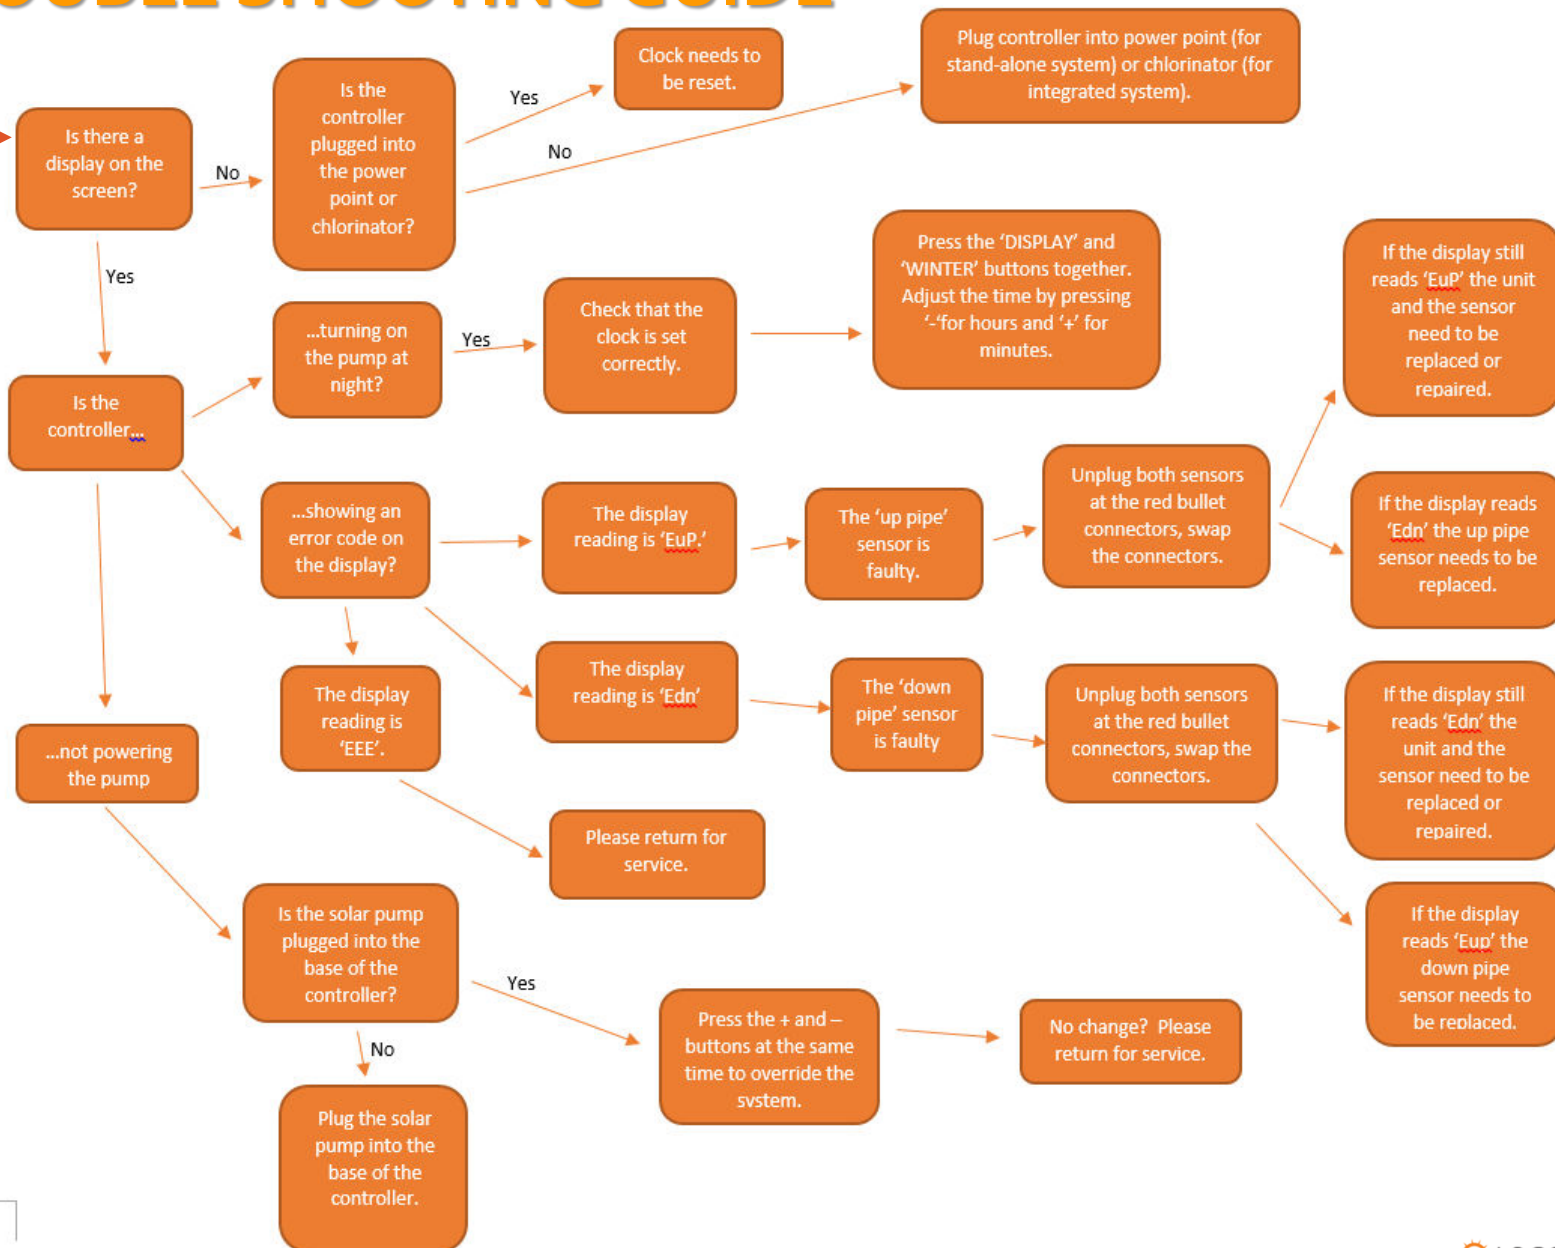 OUBLE SHOOTING GUIDE
Is there a
display on the
screen?
No
Is the
controller
plugged into
the power
point or
chlorinator?
Yes
Clock needs to
be reset.
No
Plug controller into power point (for
stand-alone system) or chlorinator (for
integrated system).
Yes
Is the
controller...
...turning on
the pump at
night?
Yes
Check that the
clock is set
correctly.
Press the ‘DISPLAY’ and
‘WINTER’ buttons together.
Adjust the time by pressing
‘-‘for hours and ‘+’ for
minutes.
...showing an
error code on
the display?
The display
reading is ‘EuP.’
The ‘up pipe’
sensor is
faulty.
Unplug both sensors
at the red bullet
connectors, swap
the connectors.
If the display still
reads ‘EuP’ the unit
and the sensor
need to be
replaced or
repaired.
If the display reads
‘Edn’ the up pipe
sensor needs to be
replaced.
The display
reading is ‘Edn’
The ‘down
pipe’ sensor
is faulty
Unplug both sensors
at the red bullet
connectors, swap the
connectors.
If the display still
reads ‘Edn’ the
unit and the
sensor need to be
replaced or
repaired.
If the display
reads ‘Eup’ the
down pipe
sensor needs to
be replaced.
The display
reading is
‘EEE’.
Please return for
service.
...not powering
the pump
Is the solar pump
plugged into the
base of the
controller?
Yes
Press the + and –
buttons at the same
time to override the
system.
No change?  Please
return for service.
No
Plug the solar
pump into the
base of the
controller.